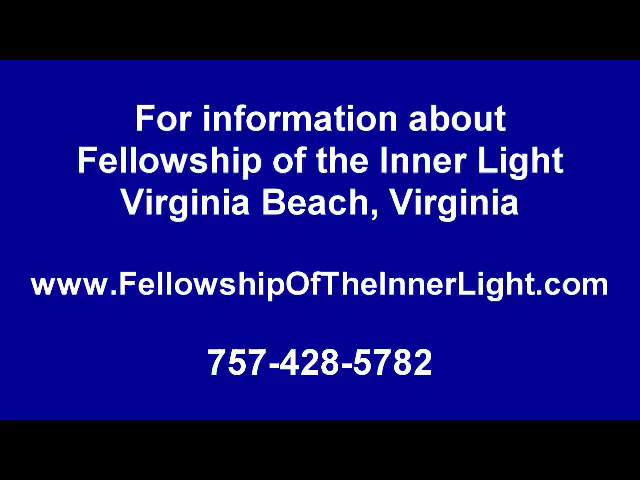 For information about
Fellowship of the Inner Light
Virginia Beach, Virginia
www.FellowshipOfTheInnerLight.com
757-428-5782